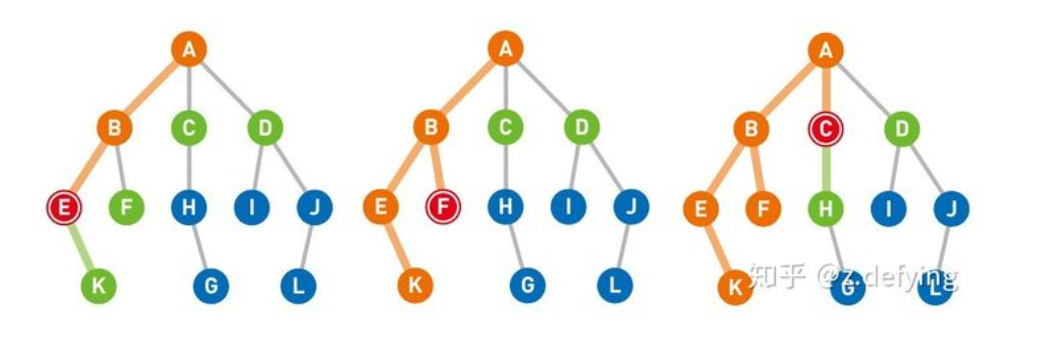 A A A
B C D B C D B C D
E F H I J E F H I J E F H I J
K G L K G L K G L
知乎 @z.defying